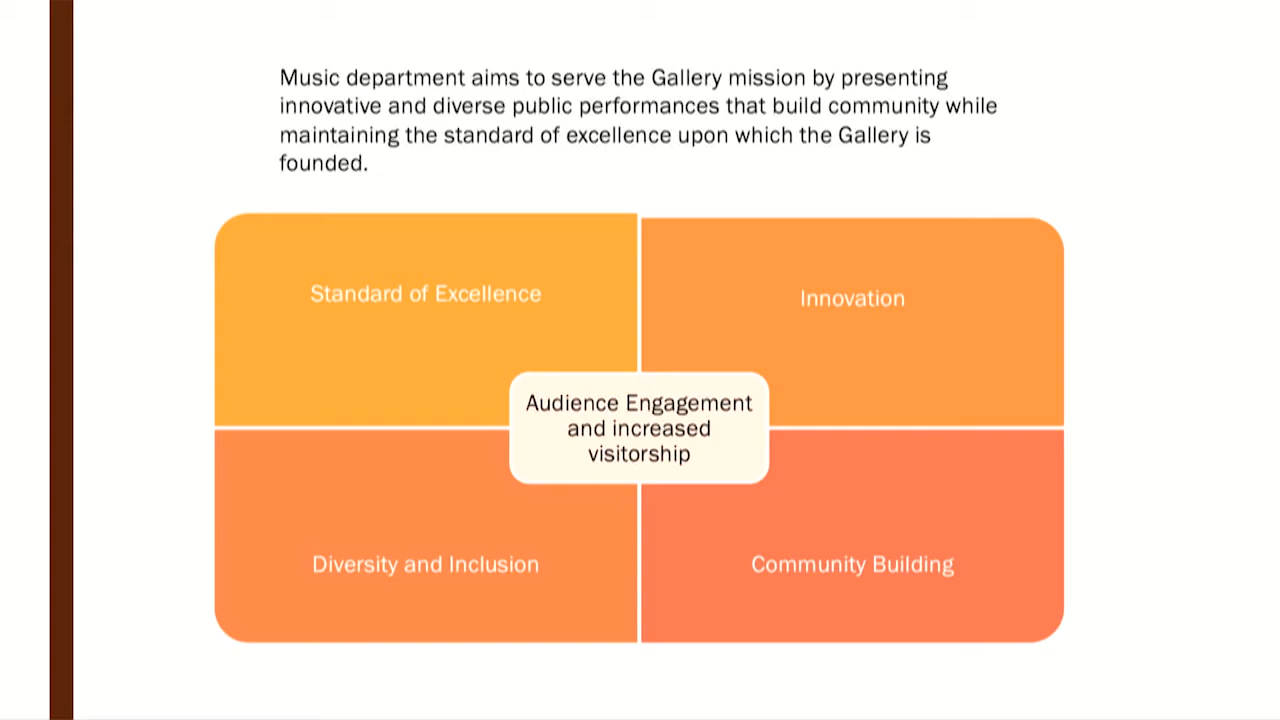 Music department aims to serve the Gallery mission by presenting
innovative and diverse public performances that build community while
maintaining the standard of excellence upon which the Gallery is
founded.
Standard of Excellence
Innovation
Audience Engagement
and increased
visitorship
Diversity and Inclusion
Community Building